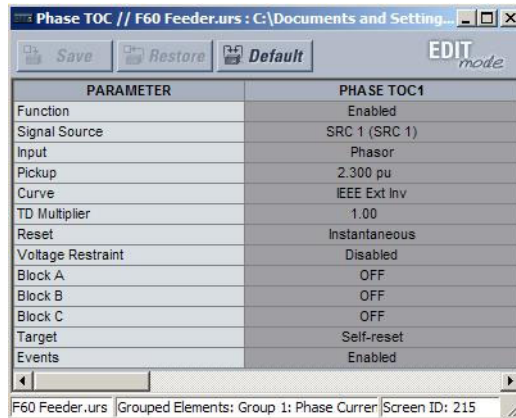 Phase TOC // F60 Feeder.urs : C:\Documents and Setting...
Save Restore Default EDIT mode
PARAMETER PHASE TOC1
Function Enabled
Signal Source SRC 1 (SRC 1)
Input Phasor
Pickup 2.300 pu
Curve IEEE Ext Inv
TD Multiplier 1.00
Reset Instantaneous
Voltage Restraint Disabled
Block A OFF
Block B OFF
Block C OFF
Target Self-reset
Events Enabled
F60 Feeder.urs Grouped Elements: Group 1: Phase Curren Screen ID: 215